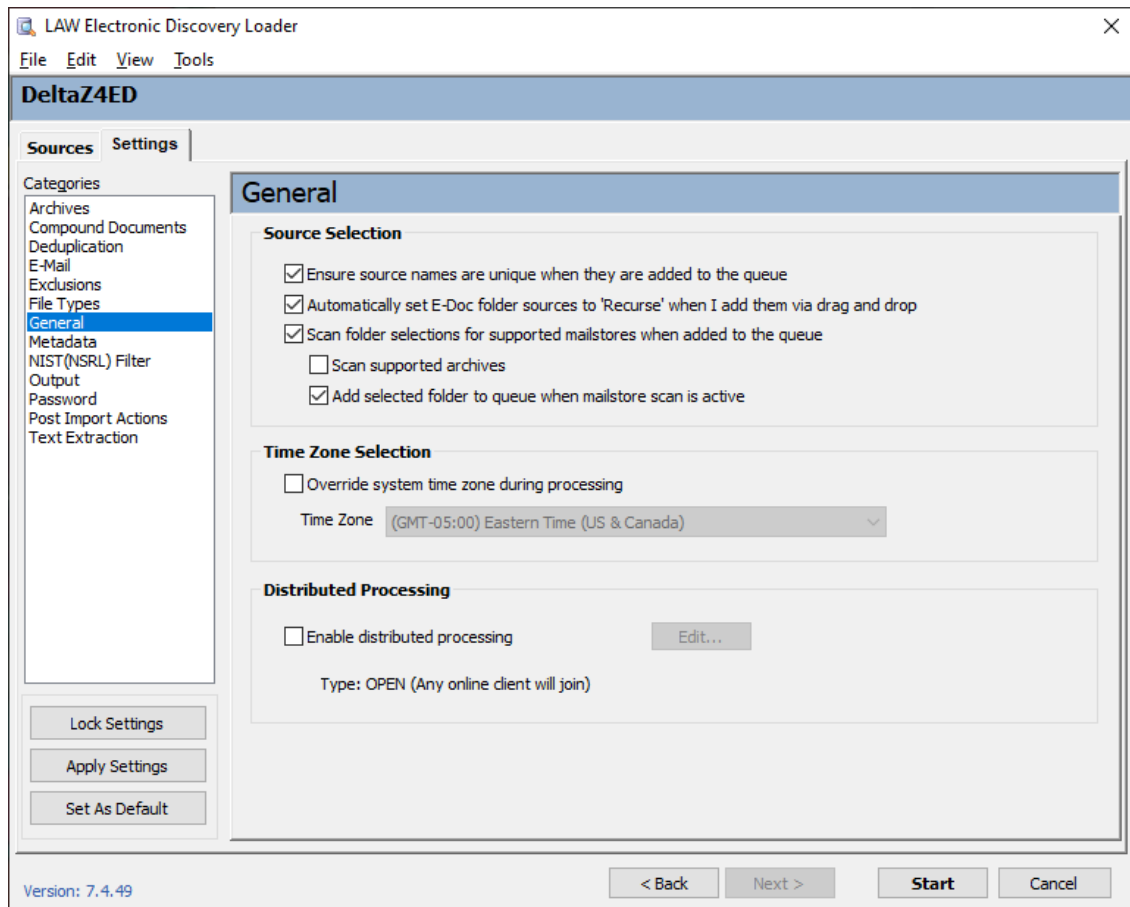 LAW Electronic Discovery Loader
File Edit View Tools
DeltaZ4ED
Sources Settings
Categories
Archives
Compound Documents
Deduplication
E-Mail
Exclusions
File Types
General
Metadata
NIST(NSRL) Filter
Output
Password
Post Import Actions
Text Extraction
Lock Settings
Apply Settings
Set As Default
General
Source Selection
Ensure source names are unique when they are added to the queue
Automatically set E-Doc folder sources to 'Recurse' when I add them via drag and drop
Scan folder selections for supported mailstores when added to the queue
Scan supported archives
Add selected folder to queue when mailstore scan is active
Time Zone Selection
Override system time zone during processing
Time Zone (GMT-05:00) Eastern Time (US & Canada)
Distributed Processing
Enable distributed processing Edit...
Type: OPEN (Any online client will join)
Version: 7.4.49 < Back Next > Start Cancel